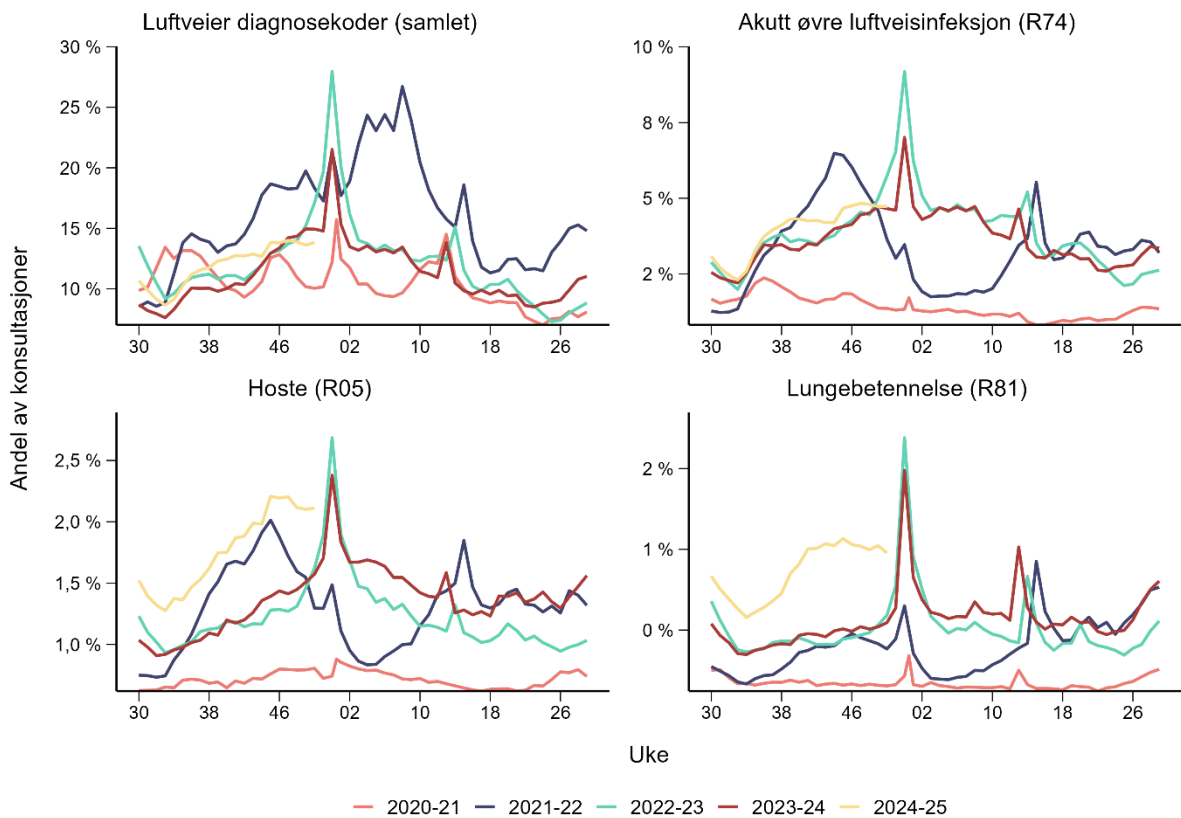 Luftveier diagnosekoder (samlet)
30 %
25 %
20 %
15 %
10 %
30 38 46 02 10 18 26
Akutt øvre luftveisinfeksjon (R74)
10 %
8 %
5 %
2 %
30 38 46 02 10 18 26
Andel av konsultasjoner
Hoste (R05)
2,5 %
2,0 %
1,5 %
1,0 %
30 38 46 02 10 18 26
Lungebetennelse (R81)
2 %
1 %
0 %
30 38 46 02 10 18 26
Uke
2020-21 2021-22 2022-23 2023-24 2024-25